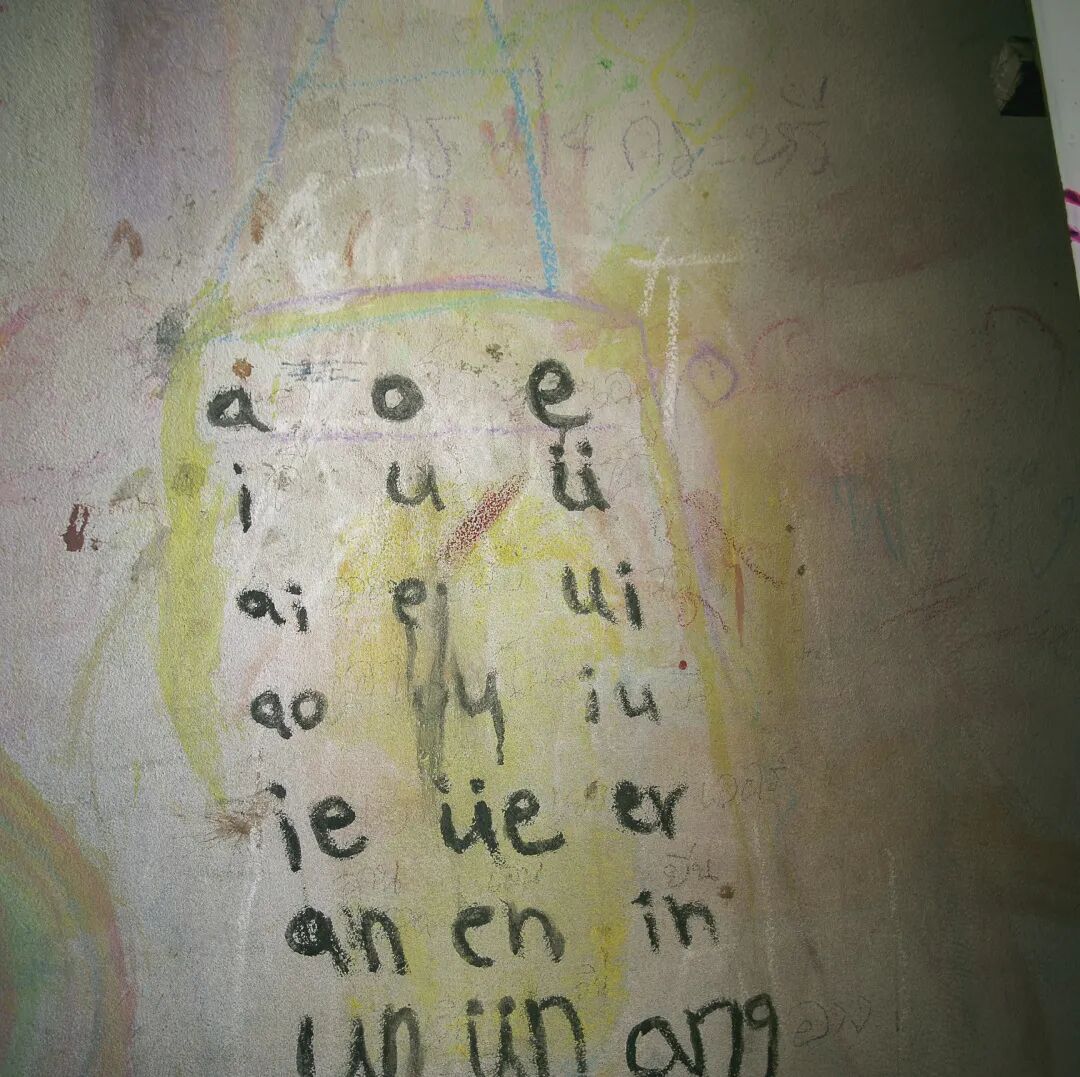 a o e
i u ü
ai ei ui
ao iu
ie üe er
an en in
un ün ang